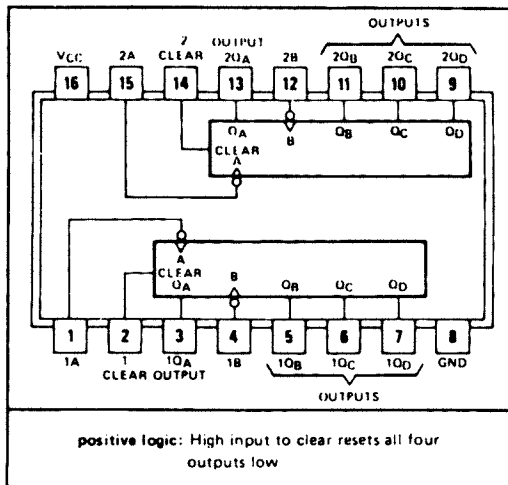 OUTPUTS
2 OUTPUT
VCC 2A CLEAR 2QA 2B 2QB 2QC 2QD
16 15 14 13 12 11 10 9
QA B QB QC QD
CLEAR
A
A
CLEAR B
QA QB QC QD
1 2 3 4 5 6 7 8
1A 1 1QA 1B 1QB 1QC 1QD GND
CLEAR OUTPUT
OUTPUTS
positive logic: High input to clear resets all four
outputs low